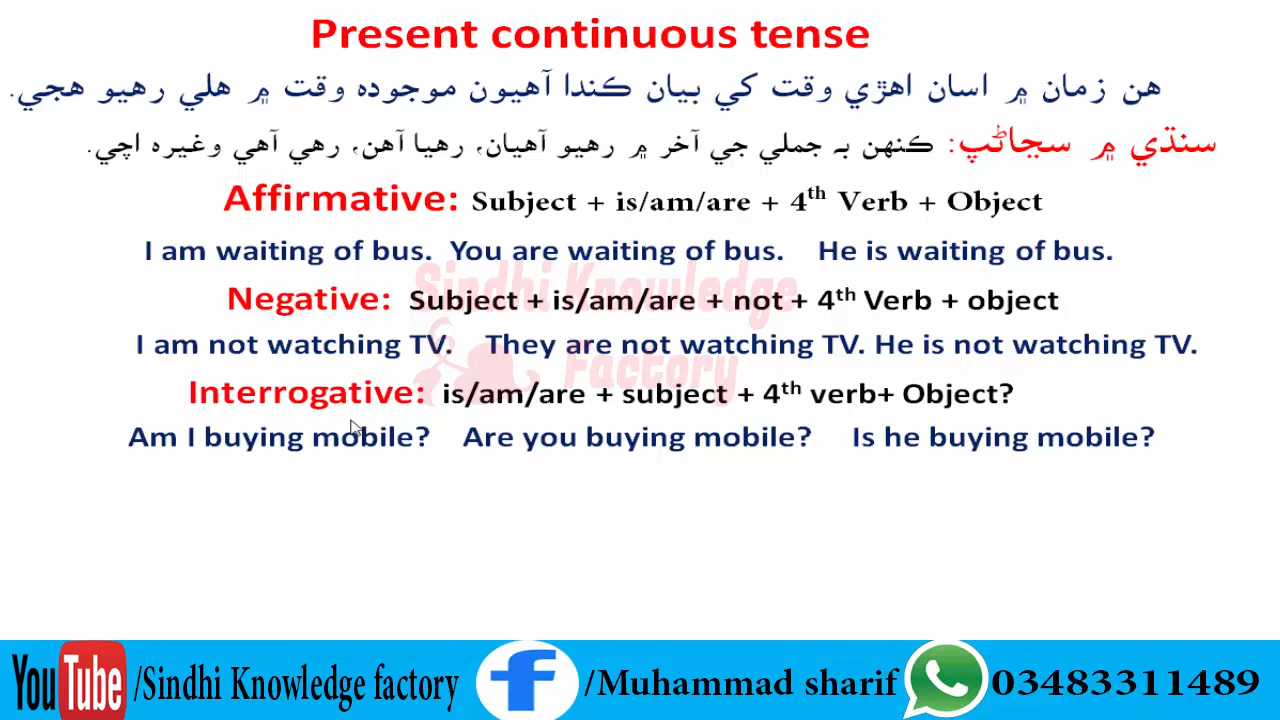 Present continuous tense
هن زمان ۾ اسان اهڙي وقت کي بيان ڪندا آهيون موجوده وقت ۾ هلي رهيو هجي.
سنڌي ۾ سڃاڻپ: ڪنهن به جملي جي آخر ۾ رهيو آهيان، رهيا آهن، رهي آهي وغيره اچي.
Affirmative: Subject + is/am/are + 4th Verb + Object
I am waiting of bus. You are waiting of bus. He is waiting of bus.
Negative: Subject + is/am/are + not + 4th Verb + object
I am not watching TV. They are not watching TV. He is not watching TV.
Interrogative: is/am/are + subject + 4th verb+ Object?
Am I buying mobile? Are you buying mobile? Is he buying mobile?
Sindhi Knowledge
Factory
YouTube /Sindhi Knowledge factory f /Muhammad sharif 03483311489